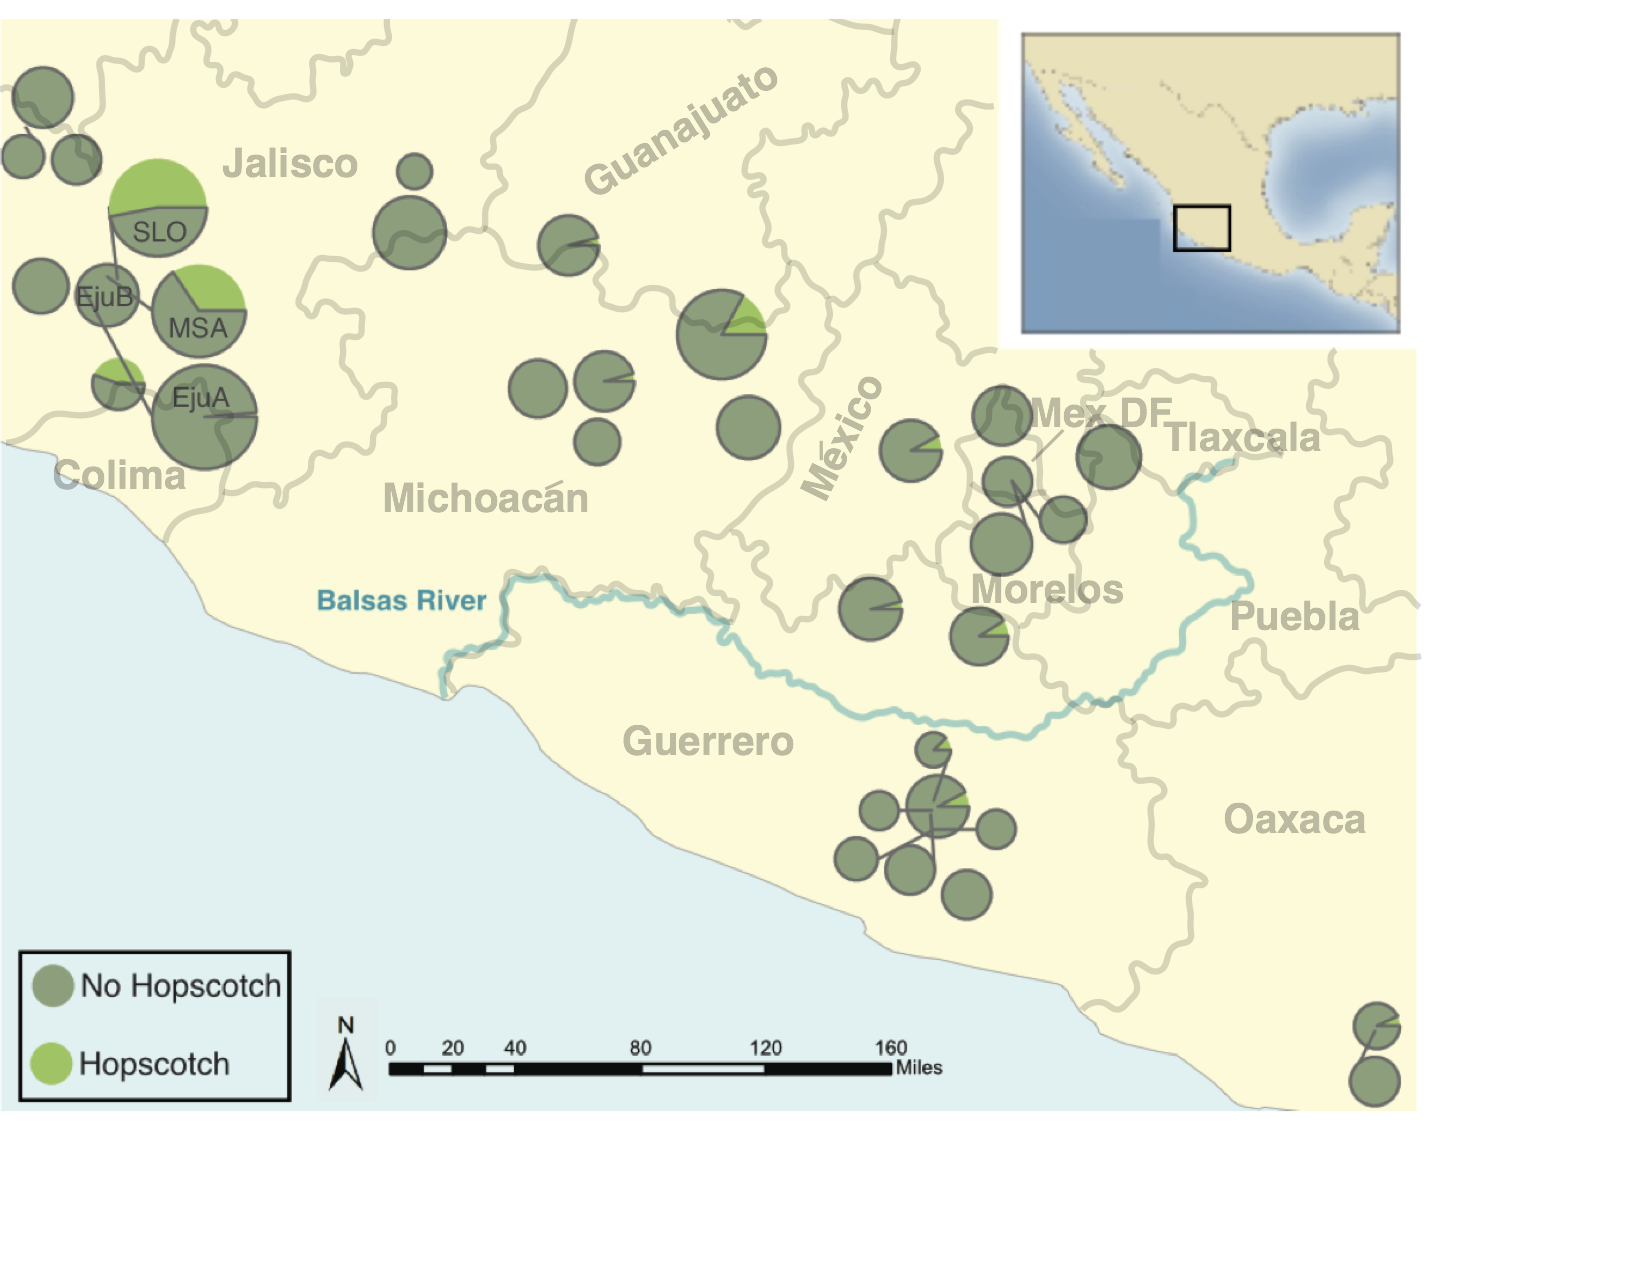 Guanajuato
Jalisco
SLO
EjuB
MSA
EjuA
México
Mex DF
Tlaxcala
Colima
Michoacán
Balsas River
Morelos
Puebla
Guerrero
Oaxaca
No Hopscotch
Hopscotch
N
0 20 40 80 120 160
Miles